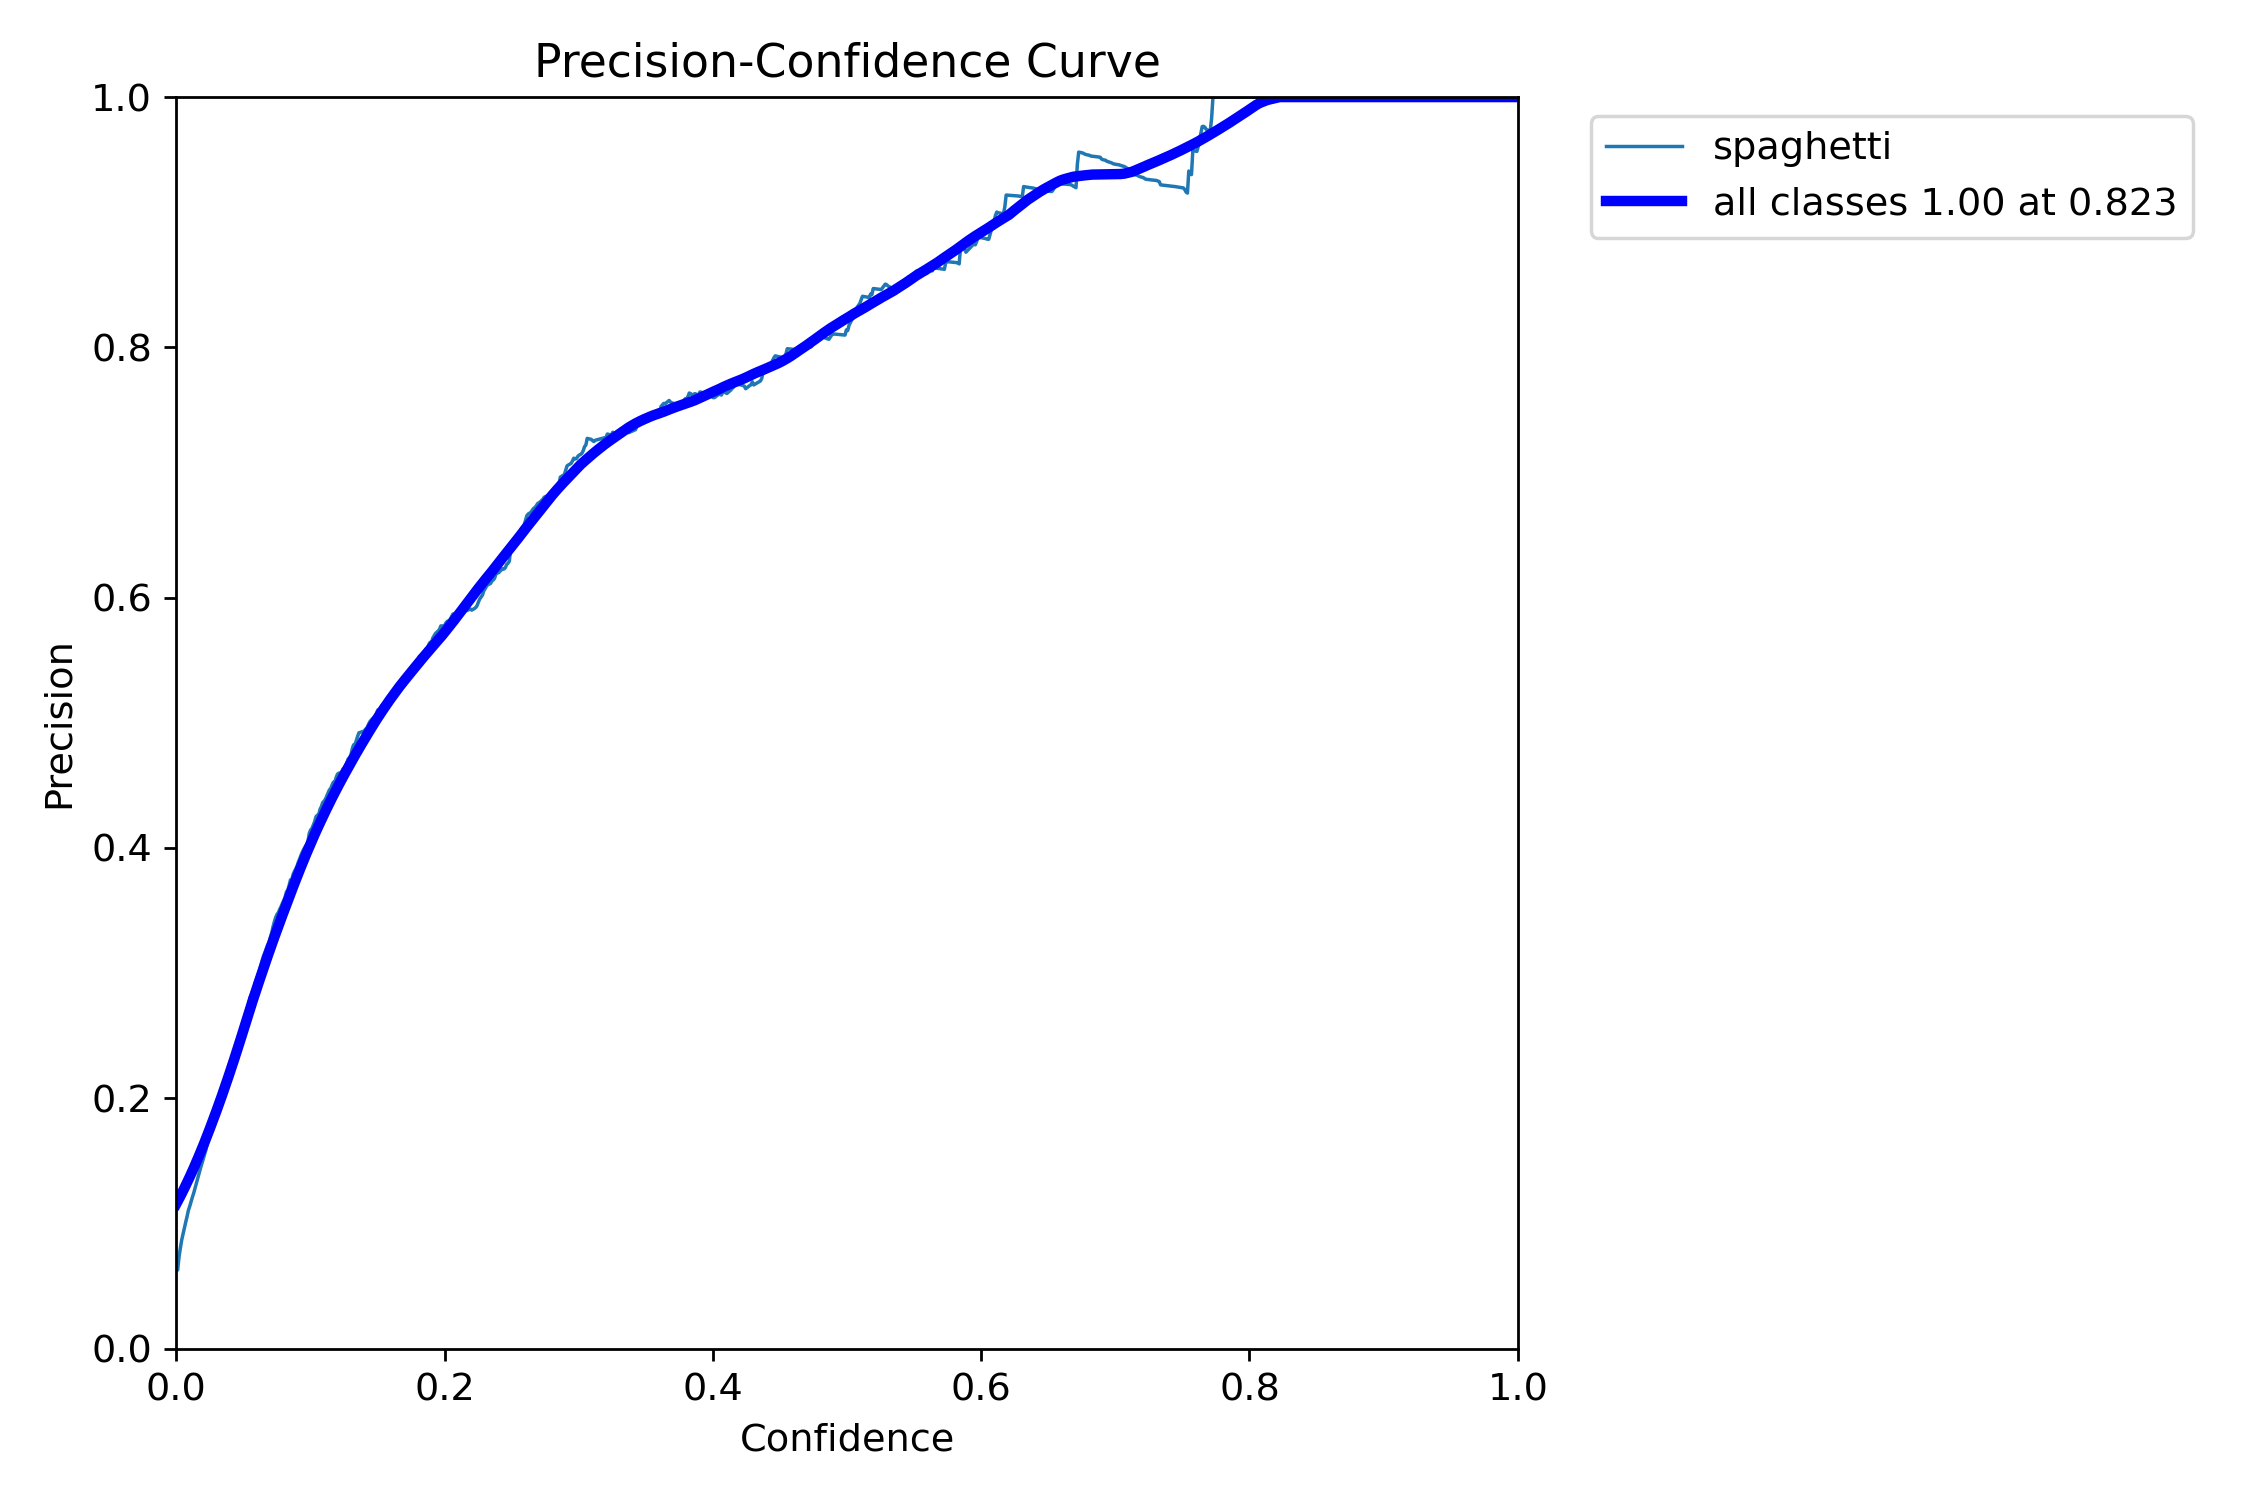 Precision-Confidence Curve
1.0
0.8
0.6
0.4
0.2
0.0
Precision
0.0 0.2 0.4 0.6 0.8 1.0
Confidence
spaghetti
all classes 1.00 at 0.823